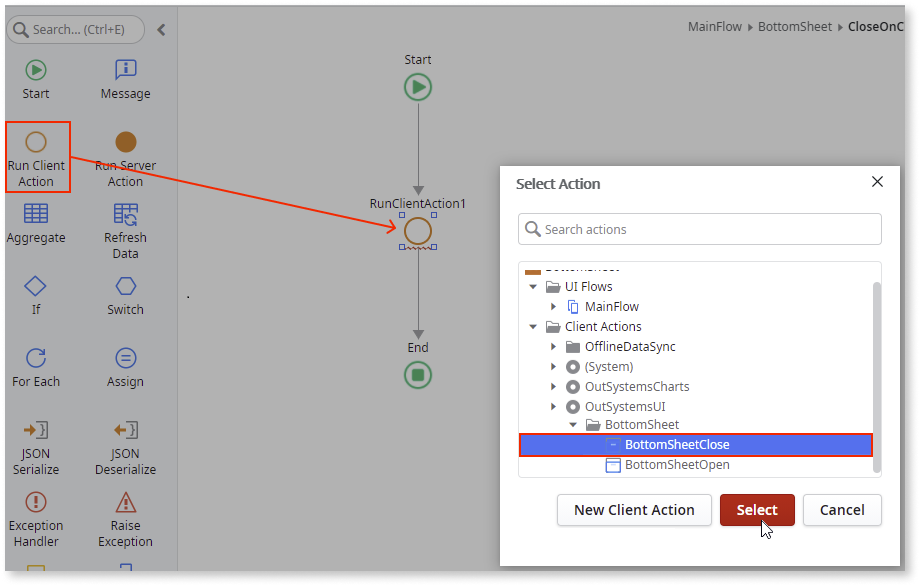 Search... (Ctrl+E)
MainFlow BottomSheet CloseOnC
Start
Message
Run Client
Action
Run Server
Action
Aggregate
Refresh
Data
If
Switch
For Each
Assign
JSON
Serialize
JSON
Deserialize
Exception
Handler
Raise
Exception
Start
RunClientAction1
End
Select Action
Search actions
BottomSheet
UI Flows
MainFlow
Client Actions
OfflineDataSync
(System)
OutSystemsCharts
OutSystemsUI
BottomSheet
BottomSheetClose
BottomSheetOpen
New Client Action
Select
Cancel